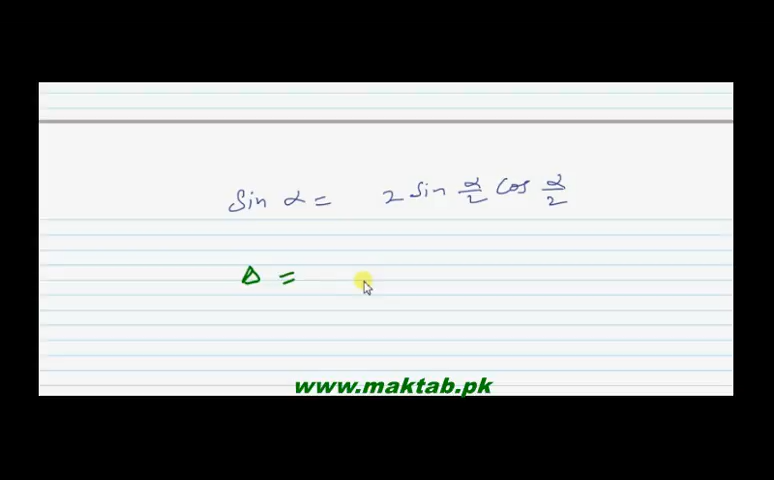 Sin α = 2 Sin α/2 Cos α/2
Δ =
www.maktab.pk